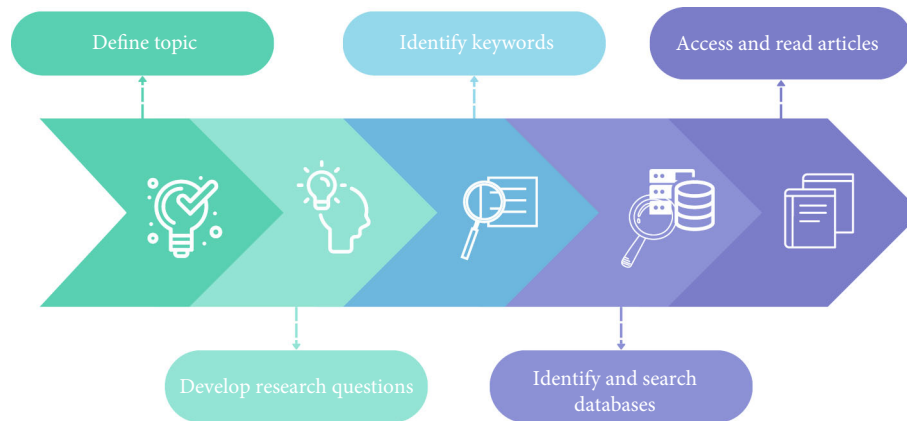 Define topic
Identify keywords
Access and read articles
Develop research questions
Identify and search
databases